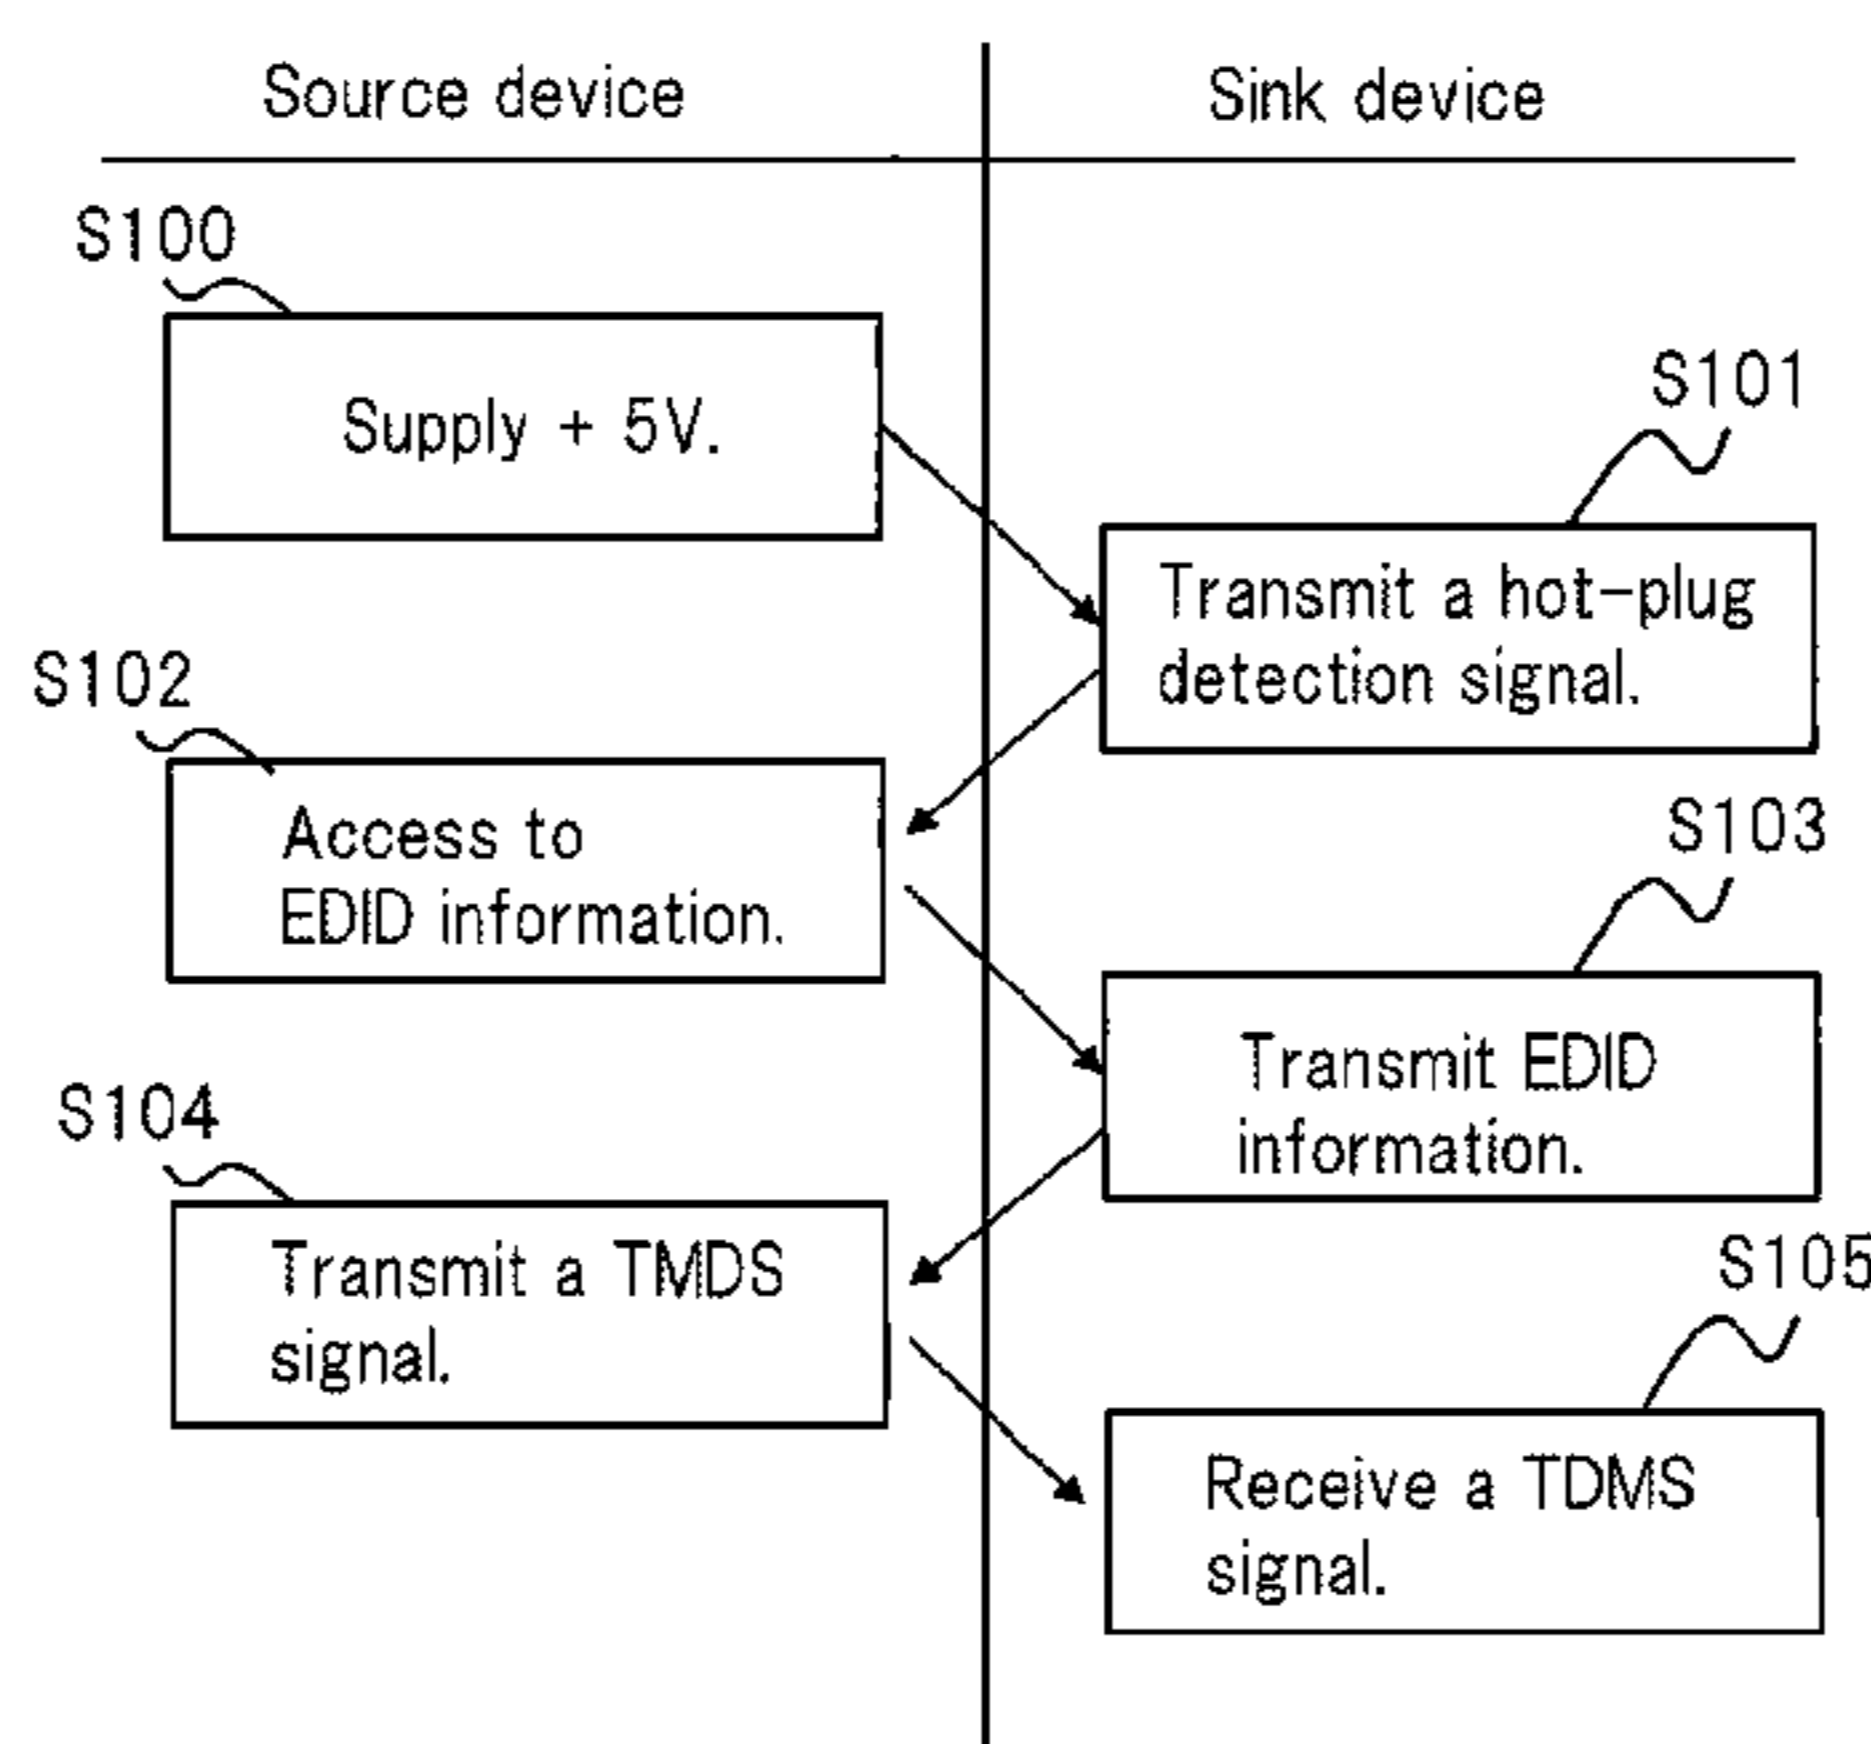 Source device
Sink device
S100
Supply + 5V.
S101
Transmit a hot-plug
detection signal.
S102
Access to
EDID information.
S103
Transmit EDID
information.
S104
Transmit a TMDS
signal.
S105
Receive a TDMS
signal.